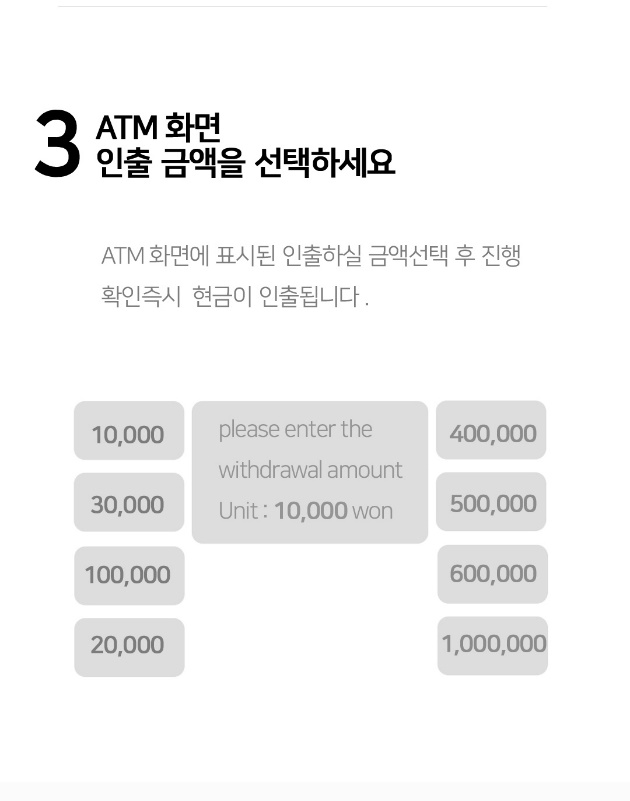 3
ATM 화면
인출 금액을 선택하세요
ATM 화면에 표시된 인출하실 금액선택 후 진행
확인즉시 현금이 인출됩니다 .
10,000
30,000
100,000
20,000
please enter the
withdrawal amount
Unit : 10,000 won
400,000
500,000
600,000
1,000,000